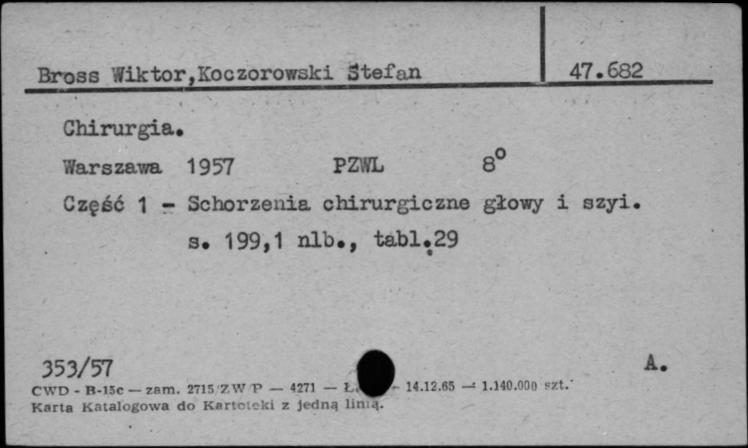 Bross Wiktor,Koczorowski Stefan 47.682
Chirurgia.
Warszawa 1957 PZWL 8°
Część 1 - Schorzenia chirurgiczne głowy i szyi.
s. 199,1 nlb., tabl.29
353/57 A.
CWD - B-15c — zam. 2715/ZW/P — 4271 — - 14.12.65 — 1.140.000 szt.
Karta Katalogowa do Kartoteki z jedną linią.